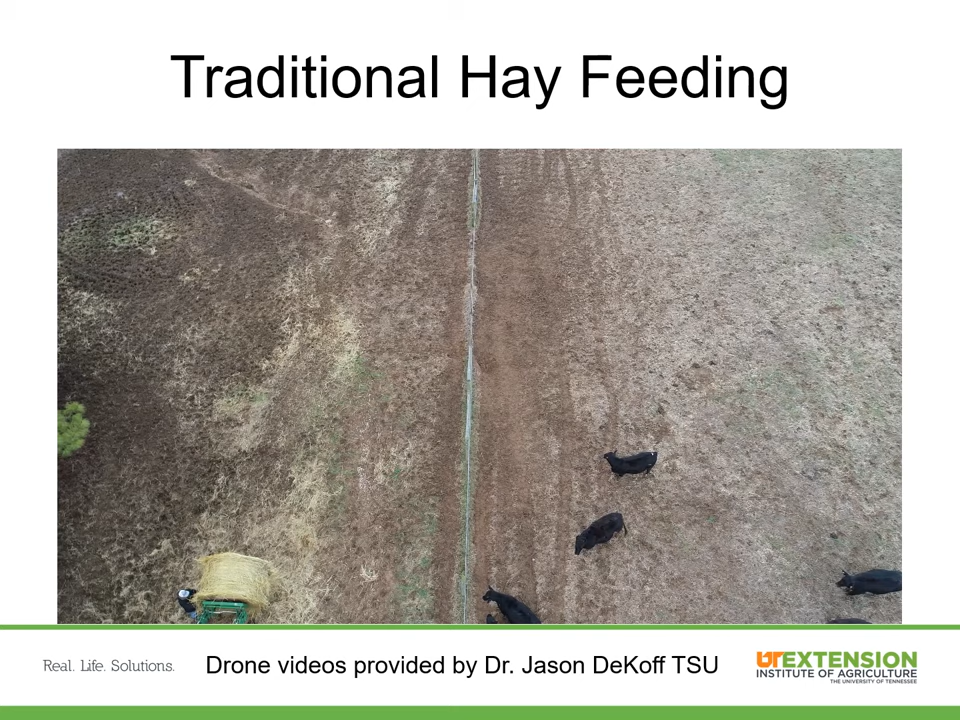 Traditional Hay Feeding
Real. Life. Solutions.
Drone videos provided by Dr. Jason DeKoff TSU
UTEXTENSION
INSTITUTE OF AGRICULTURE
THE UNIVERSITY OF TENNESSEE